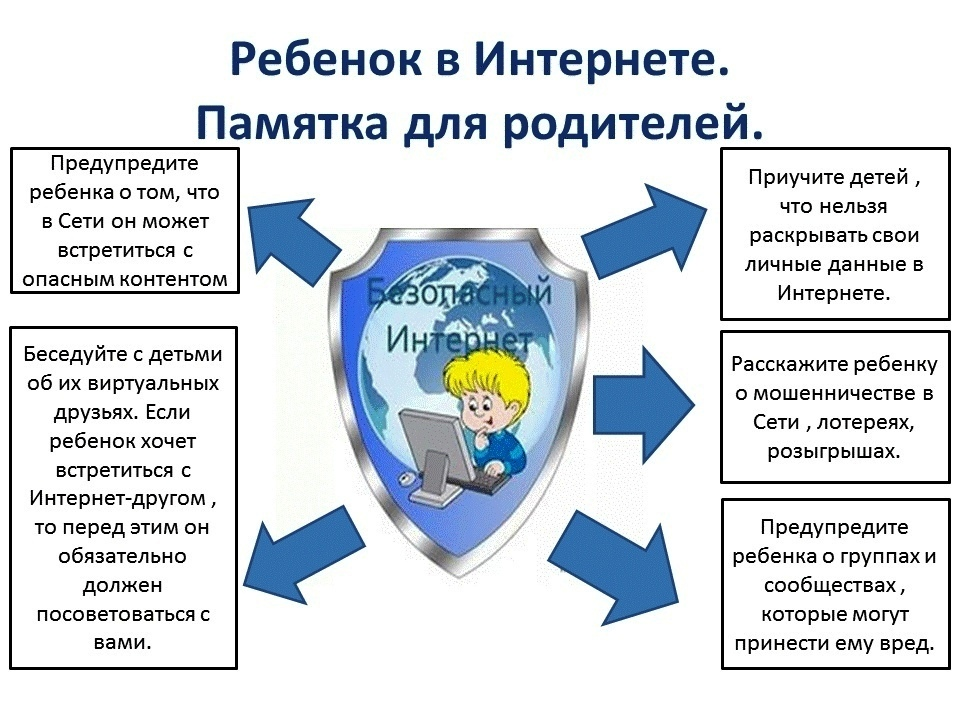 Ребенок в Интернете.
Памятка для родителей.
Предупредите
ребенка о том, что
в Сети он может
встретиться с
опасным контентом
Беседуйте с детьми
об их виртуальных
друзьях. Если
ребенок хочет
встретиться с
Интернет-другом ,
то перед этим он
обязательно
должен
посоветоваться с
вами.
Безопасный
Интернет
Приучите детей ,
что нельзя
раскрывать свои
личные данные в
Интернете.
Расскажите ребенку
о мошенничестве в
Сети , лотереях,
розыгрышах.
Предупредите
ребенка о группах и
сообществах ,
которые могут
принести ему вред.